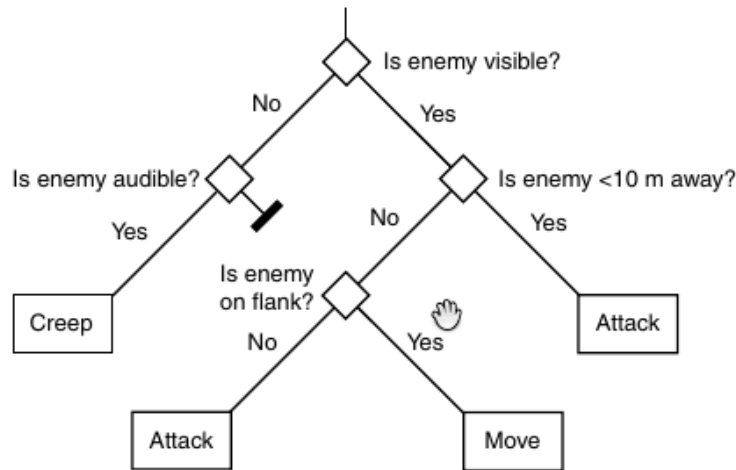 Is enemy visible?
No
Yes
Is enemy audible?
Is enemy <10 m away?
Yes
No
Yes
Is enemy
on flank?
Creep
Attack
No
Yes
Attack
Move